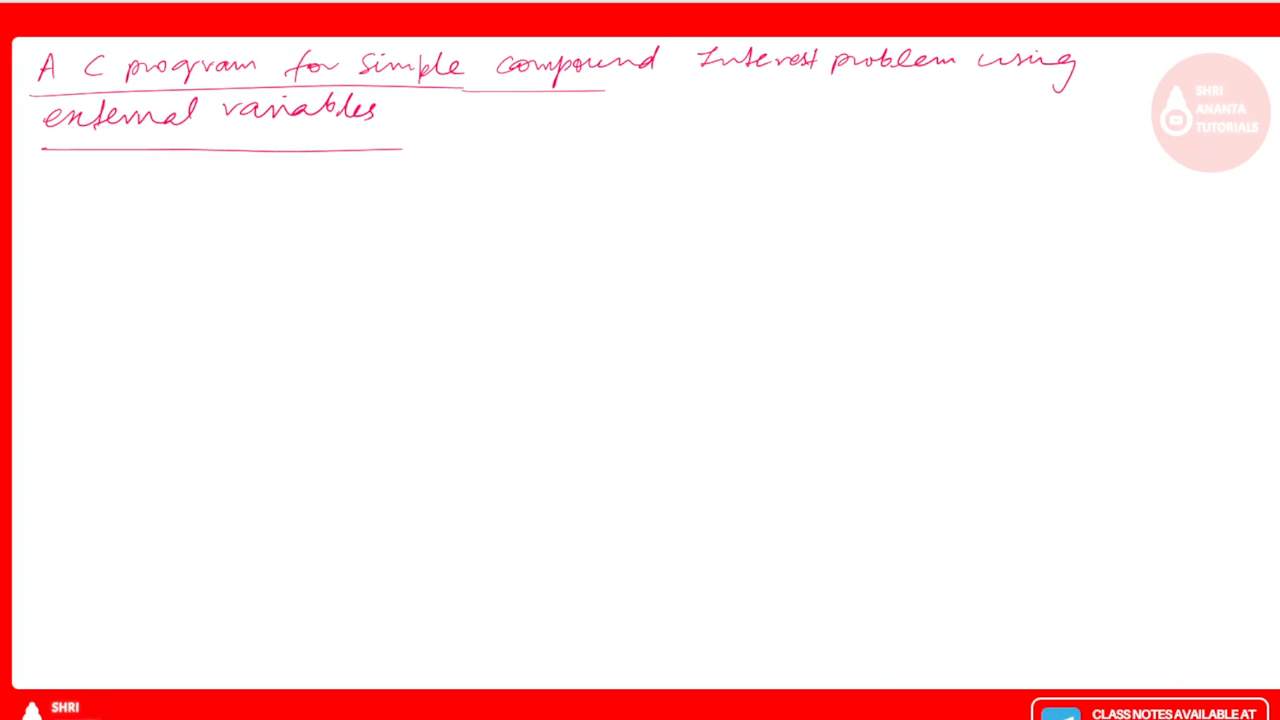 A C program for simple compound Interest problem using
external variables
SHRI
ANANTA
TUTORIALS
SHRI
CLASS NOTES AVAILABLE AT